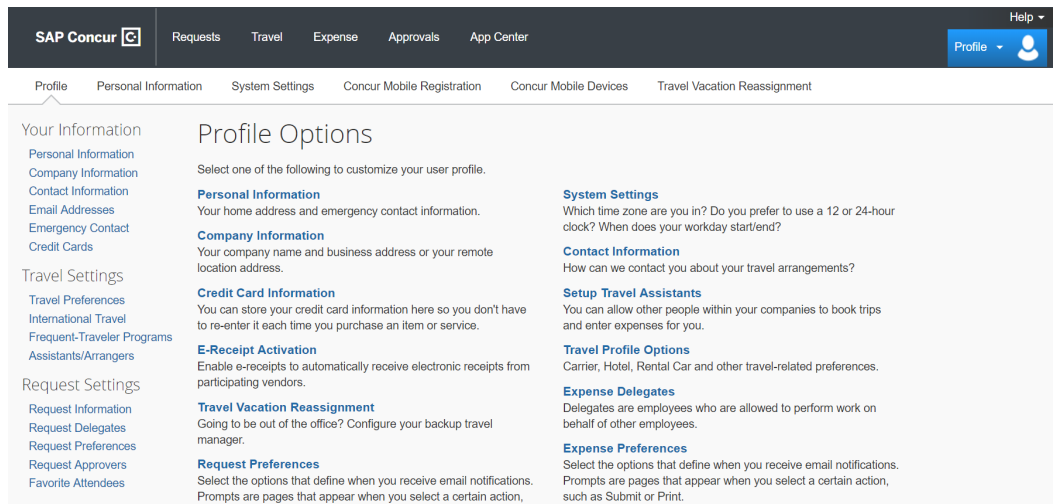 Help
SAP Concur C Requests Travel Expense Approvals App Center
Profile
Profile Personal Information System Settings Concur Mobile Registration Concur Mobile Devices Travel Vacation Reassignment
Your Information
Personal Information
Company Information
Contact Information
Email Addresses
Emergency Contact
Credit Cards
Travel Settings
Travel Preferences
International Travel
Frequent-Traveler Programs
Assistants/Arrangers
Request Settings
Request Information
Request Delegates
Request Preferences
Request Approvers
Favorite Attendees
Profile Options
Select one of the following to customize your user profile.
Personal Information
Your home address and emergency contact information.
Company Information
Your company name and business address or your remote
location address.
Credit Card Information
You can store your credit card information here so you don't have
to re-enter it each time you purchase an item or service.
E-Receipt Activation
Enable e-receipts to automatically receive electronic receipts from
participating vendors.
Travel Vacation Reassignment
Going to be out of the office? Configure your backup travel
manager.
Request Preferences
Select the options that define when you receive email notifications.
Prompts are pages that appear when you select a certain action,
System Settings
Which time zone are you in? Do you prefer to use a 12 or 24-hour
clock? When does your workday start/end?
Contact Information
How can we contact you about your travel arrangements?
Setup Travel Assistants
You can allow other people within your companies to book trips
and enter expenses for you.
Travel Profile Options
Carrier, Hotel, Rental Car and other travel-related preferences.
Expense Delegates
Delegates are employees who are allowed to perform work on
behalf of other employees.
Expense Preferences
Select the options that define when you receive email notifications.
Prompts are pages that appear when you select a certain action,
such as Submit or Print.